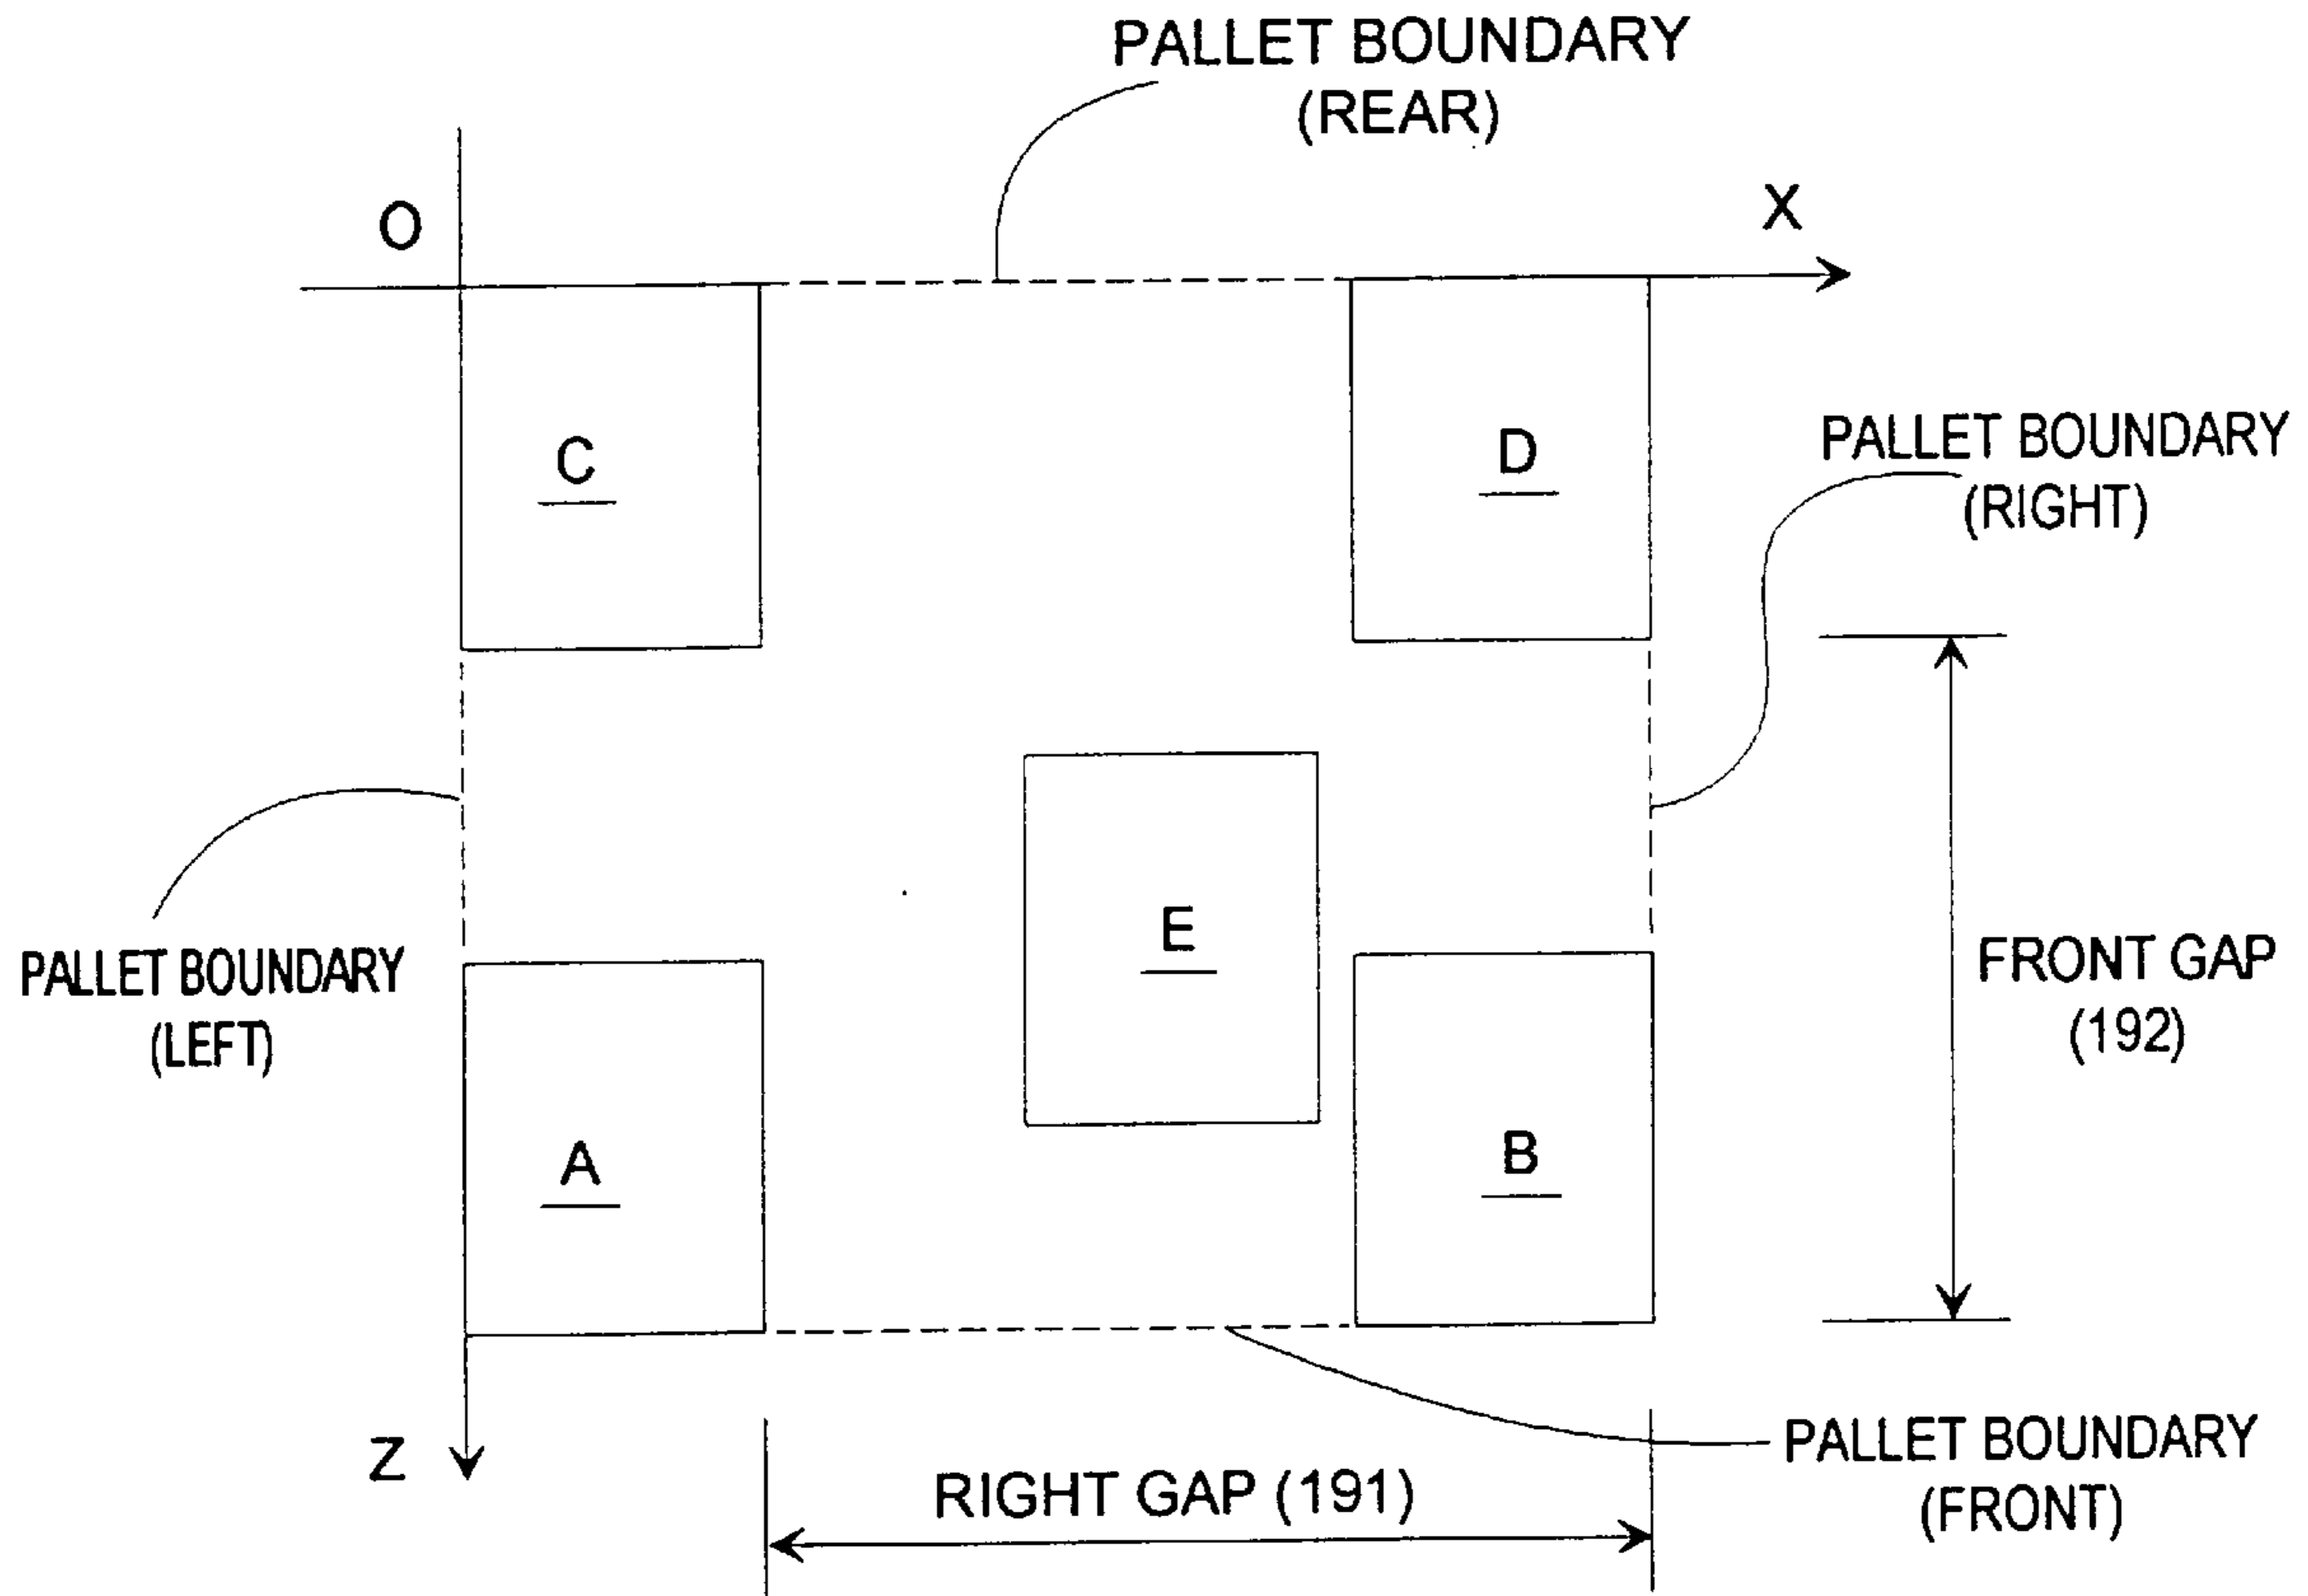 PALLET BOUNDARY
(REAR)
O
X
C
D
PALLET BOUNDARY
(RIGHT)
E
PALLET BOUNDARY
(LEFT)
FRONT GAP
(192)
A
B
Z
RIGHT GAP (191)
PALLET BOUNDARY
(FRONT)